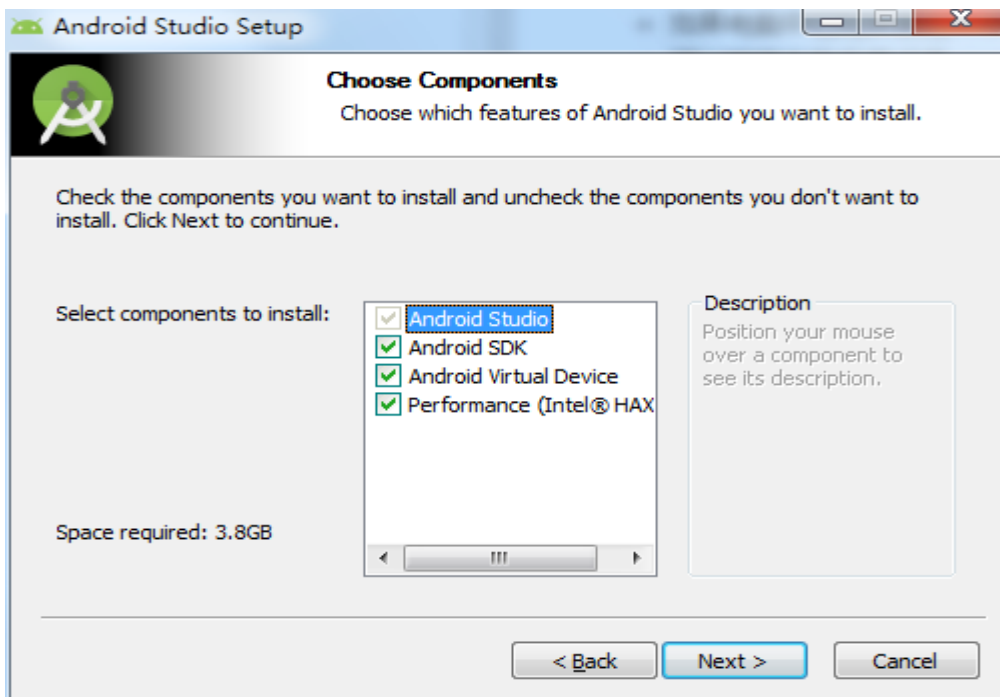 Android Studio Setup
Choose Components
Choose which features of Android Studio you want to install.
Check the components you want to install and uncheck the components you don't want to
install. Click Next to continue.
Select components to install:
Android Studio
Android SDK
Android Virtual Device
Performance (Intel® HAX
Description
Position your mouse
over a component to
see its description.
Space required: 3.8GB
< Back
Next >
Cancel